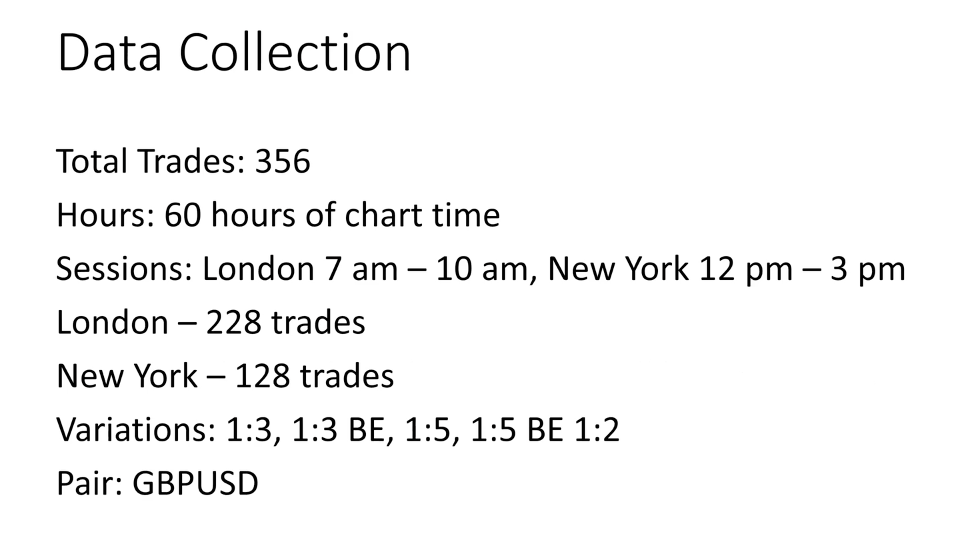 Data Collection
Total Trades: 356
Hours: 60 hours of chart time
Sessions: London 7 am – 10 am, New York 12 pm – 3 pm
London – 228 trades
New York – 128 trades
Variations: 1:3, 1:3 BE, 1:5, 1:5 BE 1:2
Pair: GBPUSD